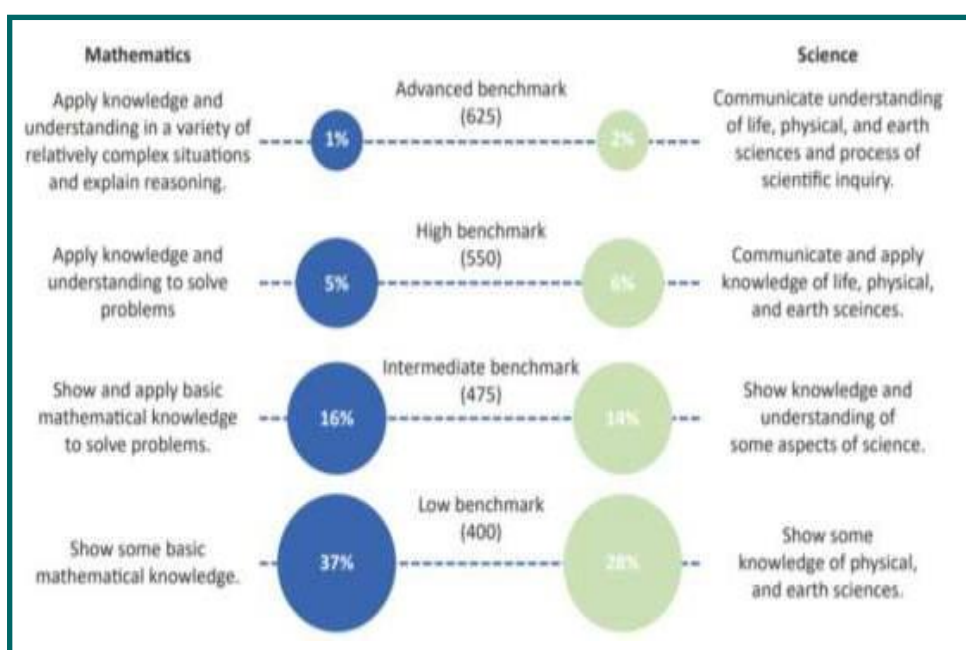 Mathematics
Science
Advanced benchmark
(625)
Apply knowledge and
understanding in a variety of
relatively complex situations
and explain reasoning.
1%
2%
Communicate understanding
of life, physical, and earth
sciences and process of
scientific inquiry.
High benchmark
(550)
Apply knowledge and
understanding to solve
problems
5%
6%
Communicate and apply
knowledge of life, physical,
and earth sceinces.
Intermediate benchmark
(475)
Show and apply basic
mathematical knowledge
to solve problems.
16%
14%
Show knowledge and
understanding of
some aspects of science.
Low benchmark
(400)
Show some basic
mathematical knowledge.
37%
28%
Show some
knowledge of physical,
and earth sciences.